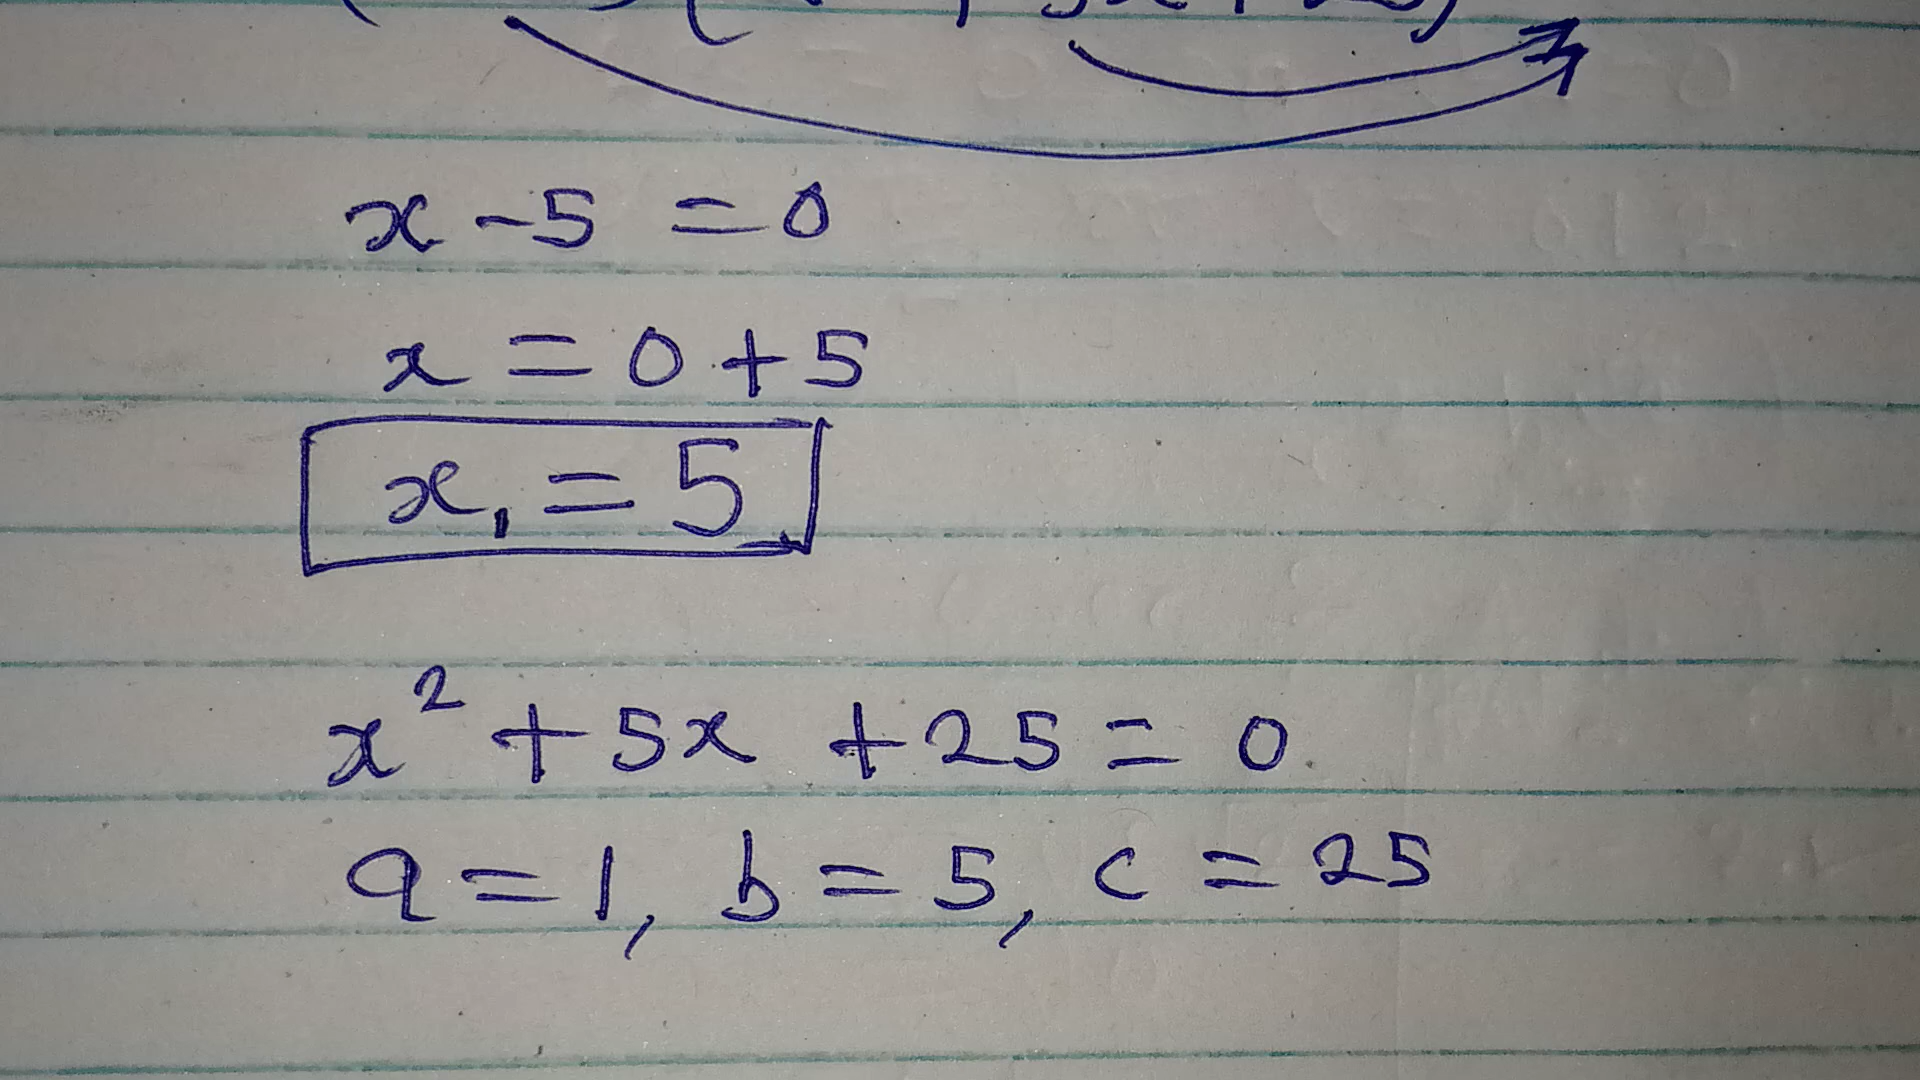 x - 5 = 0
x = 0 + 5
x₁ = 5
x² + 5x + 25 = 0
a = 1, b = 5, c = 25